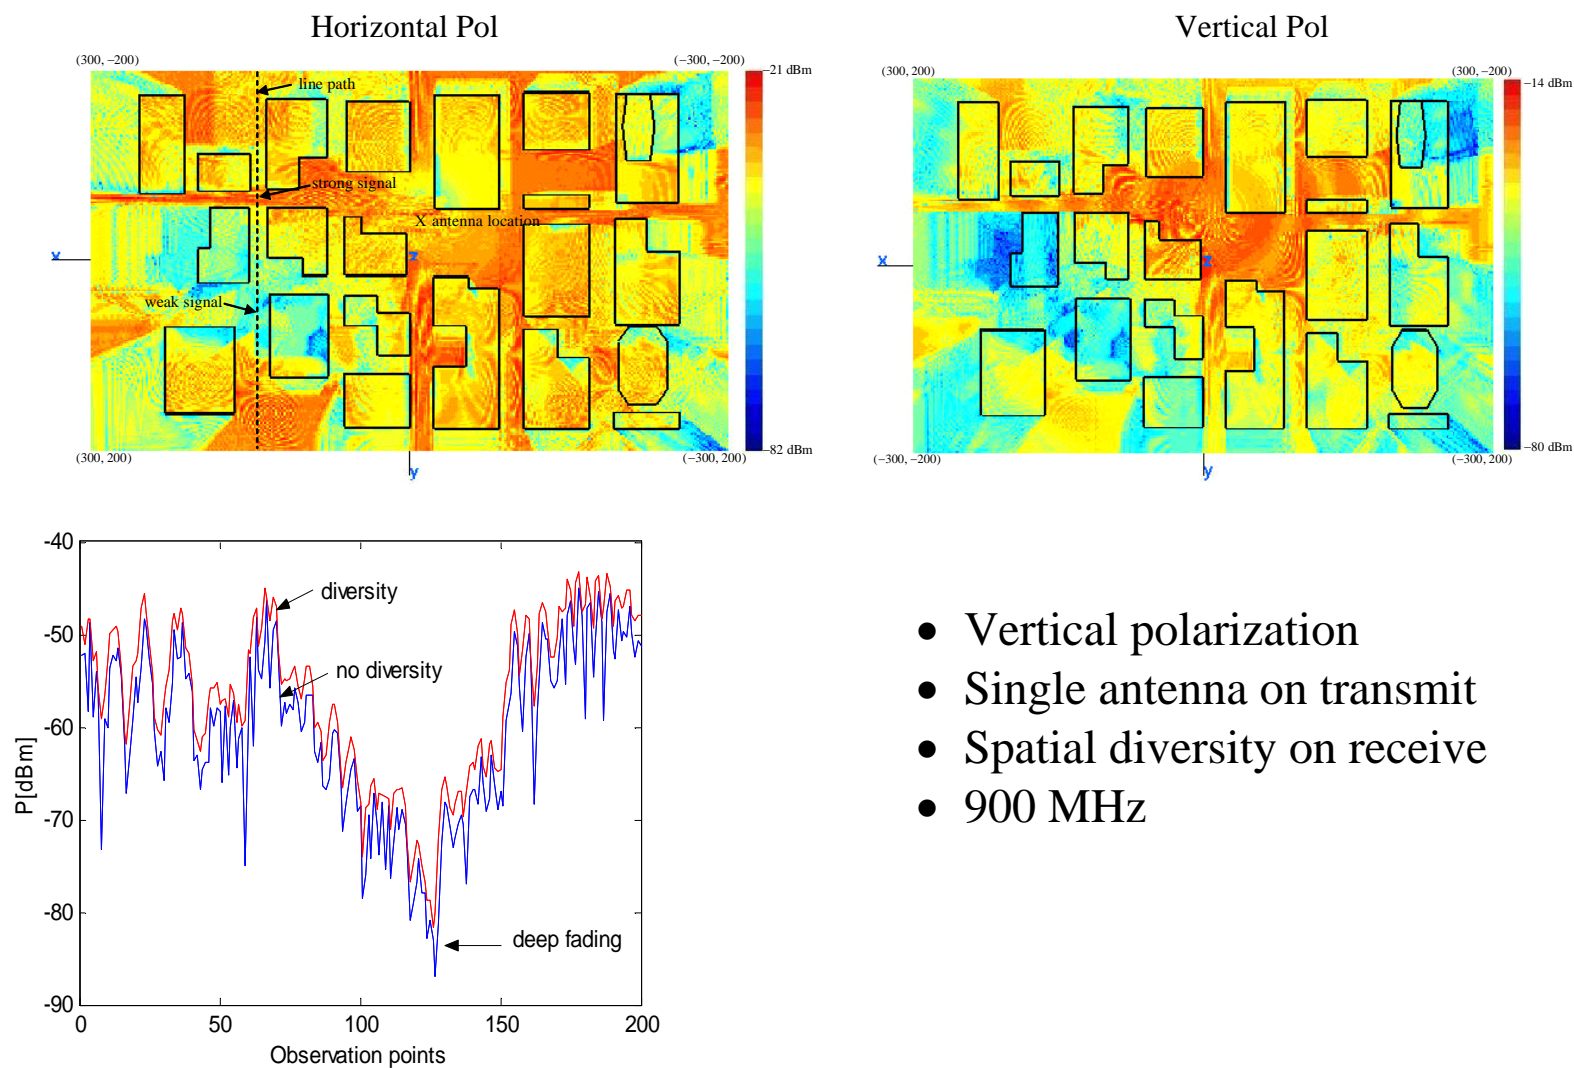 Horizontal Pol
Vertical Pol
(300, –200)
(–300, –200)
line path
–21 dBm
strong signal
X antenna location
x
z
weak signal
–82 dBm
(300, 200)
(–300, 200)
y
(300, 200)
(300, –200)
–14 dBm
x
z
–80 dBm
(–300, –200)
(–300, 200)
y
-40
diversity
-50
no diversity
-60
P[dBm]
-70
-80
deep fading
-90
0
50
100
150
200
Observation points
• Vertical polarization
• Single antenna on transmit
• Spatial diversity on receive
• 900 MHz